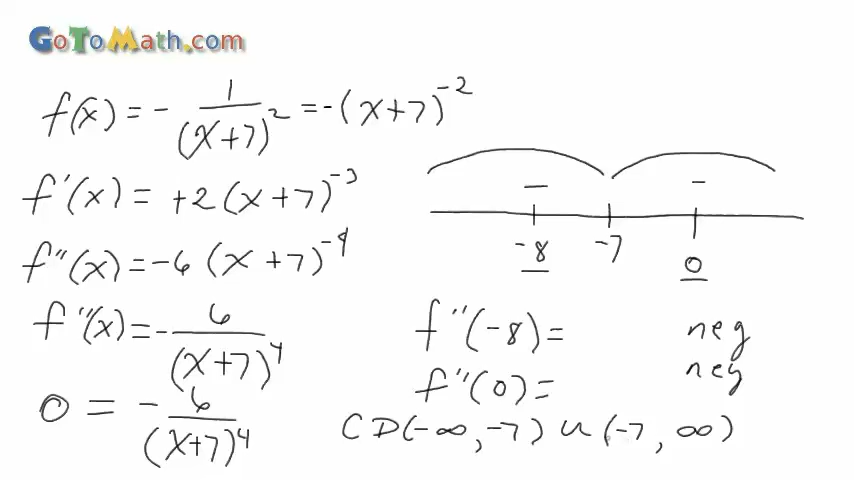 GoToMath.com
f(x) = - 1/(x+7)^2 = -(x+7)^-2
f'(x) = +2(x+7)^-3
f''(x) = -6(x+7)^-4
f''(x) = - 6/(x+7)^4
0 = - 6/(x+7)^4
- -
-8 -7 0
f''(-8) = neg
f''(0) = neg
CD(-∞,-7) ∪ (-7,∞)